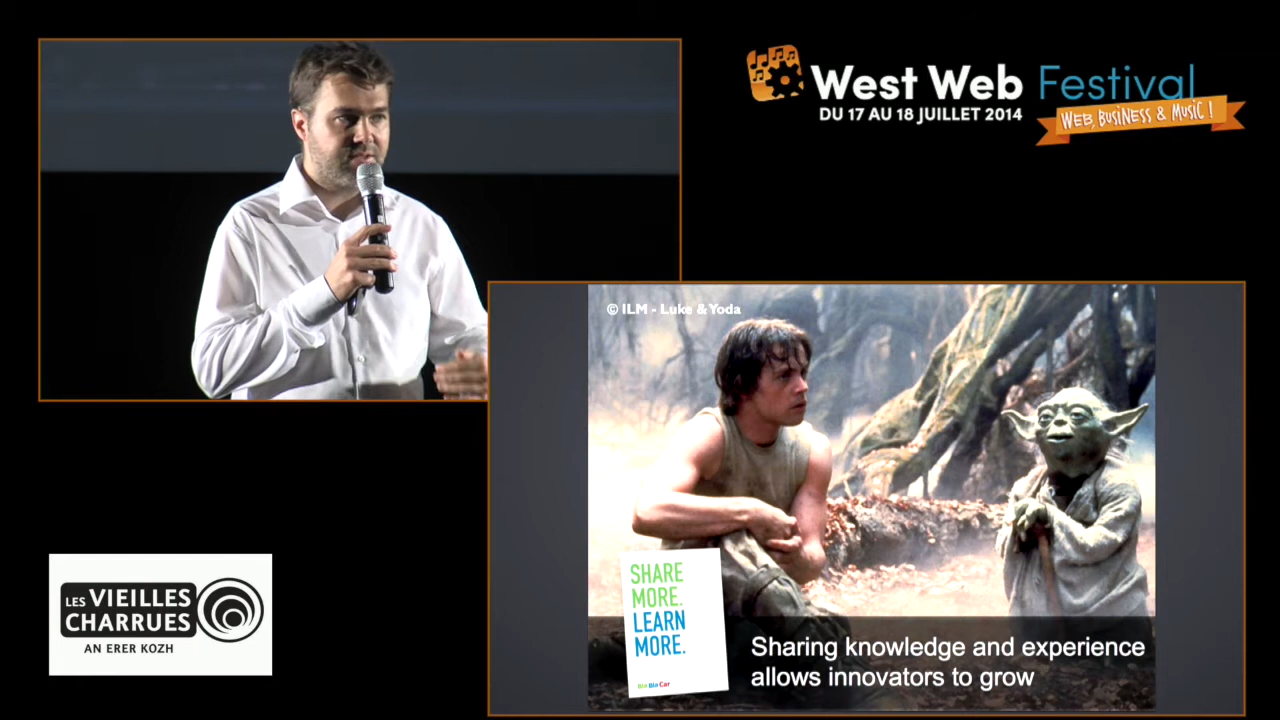 West Web Festival
DU 17 AU 18 JUILLET 2014
WEB, BUSINESS & MUSIC !
© ILM - Luke & Yoda
SHARE
MORE.
LEARN
MORE.
BlaBlaCar
Sharing knowledge and experience
allows innovators to grow
LES VIEILLES
CHARRUES
AN ERER KOZH